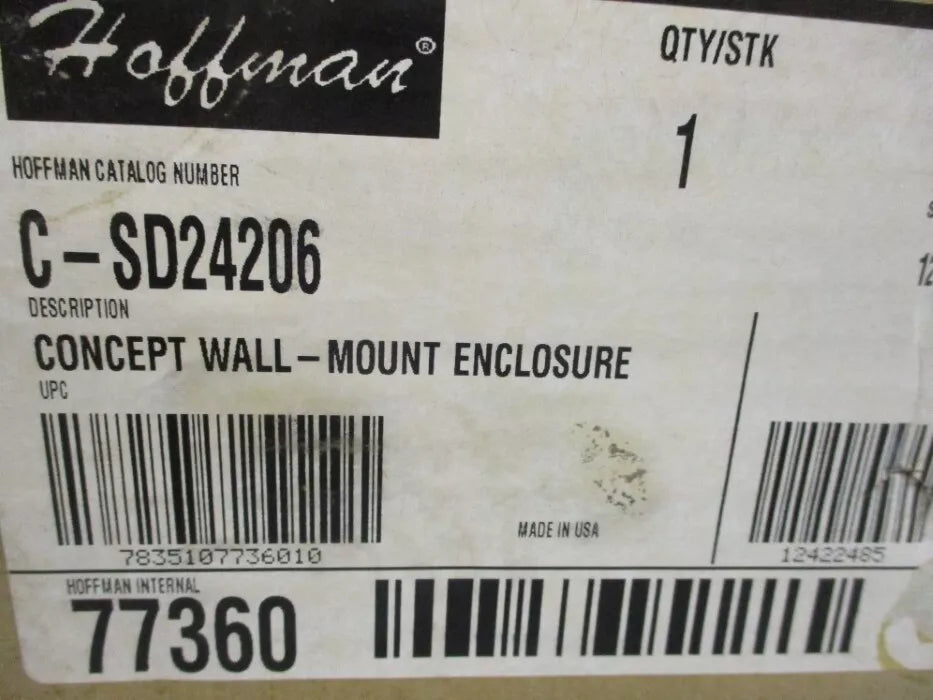 Hoffman®
QTY/STK
1
HOFFMAN CATALOG NUMBER
C-SD24206
DESCRIPTION
CONCEPT WALL-MOUNT ENCLOSURE
UPC
7835107736010
MADE IN USA
12422485
HOFFMAN INTERNAL
77360